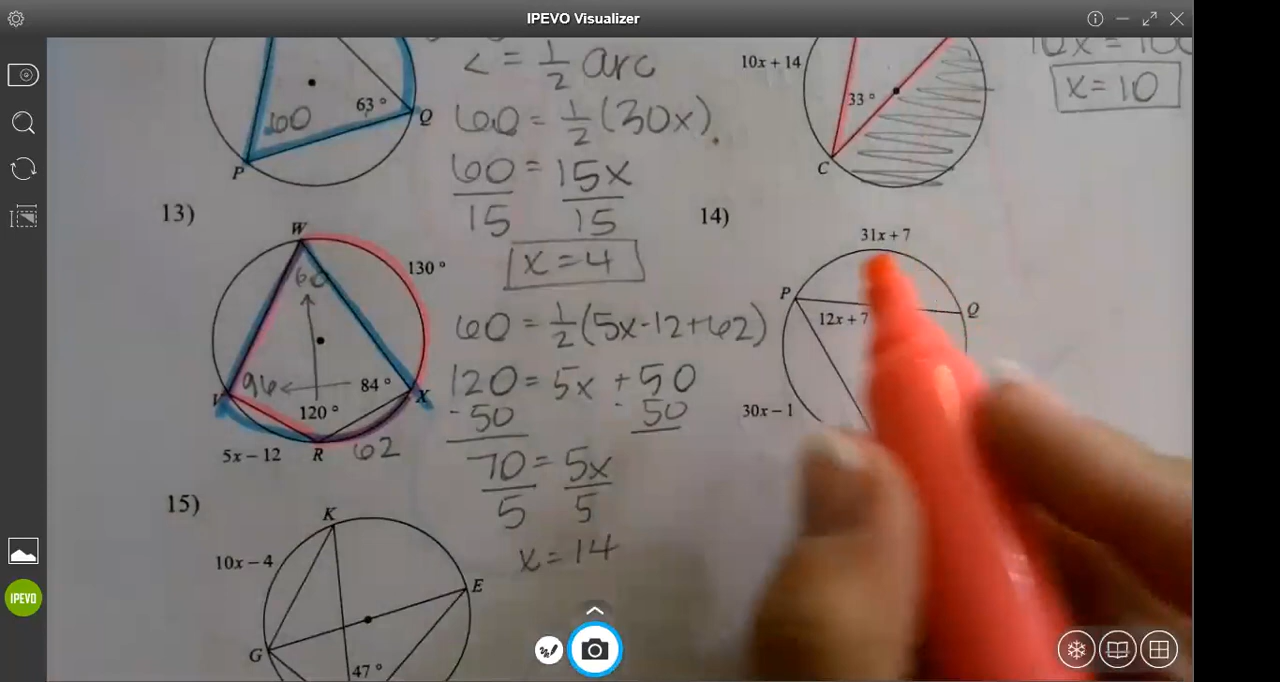 IPEVO Visualizer
∠ = 1/2 arc
60 = 1/2 (30x).
60 = 15x
15 15
x = 4
60
63°
Q
P
10x + 14
33°
C
10x = 100
x = 10
13)
W
130°
60
96
84°
V
X
120°
5x − 12
R
62
60 = 1/2 (5x-12+62)
120 = 5x + 50
-50 - 50
70 = 5x
5 5
x = 14
14)
31x + 7
P
Q
12x + 7
30x − 1
15)
K
10x − 4
E
G
47°
IPEVO